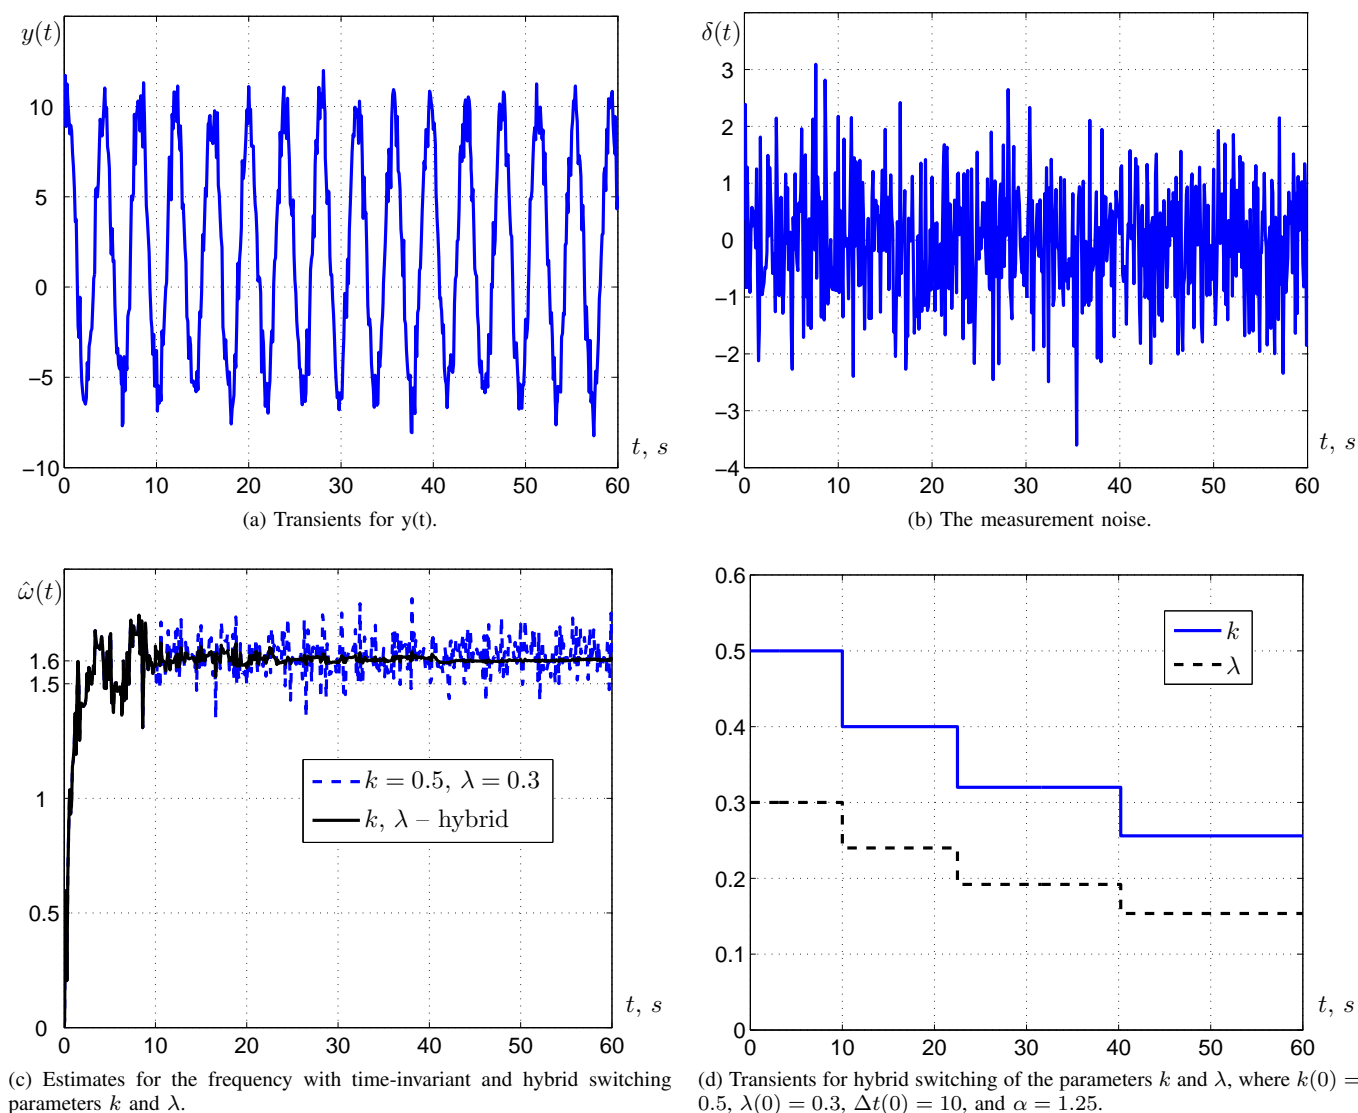 y(t)
10
5
0
−5
−10
0 10 20 30 40 50 60
t, s
(a) Transients for y(t).
δ(t)
3
2
1
0
−1
−2
−3
−4
0 10 20 30 40 50 60
t, s
(b) The measurement noise.
ω̂(t)
1.6
1.5
1
0.5
0
0 10 20 30 40 50 60
t, s
k = 0.5, λ = 0.3
k, λ – hybrid
(c) Estimates for the frequency with time-invariant and hybrid switching
parameters k and λ.
0.6
0.5
0.4
0.3
0.2
0.1
0
0 10 20 30 40 50 60
t, s
k
λ
(d) Transients for hybrid switching of the parameters k and λ, where k(0) =
0.5, λ(0) = 0.3, Δt(0) = 10, and α = 1.25.